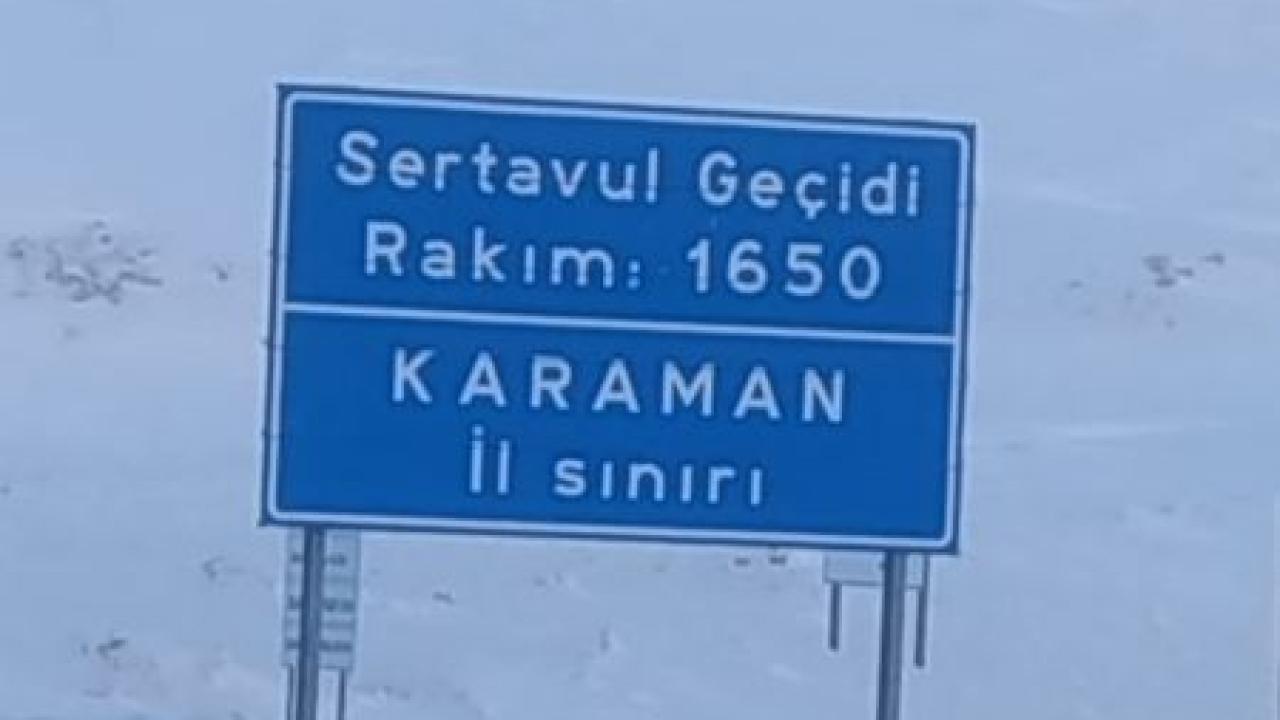 Sertavul Geçidi
Rakım: 1650
KARAMAN
İl sınırı